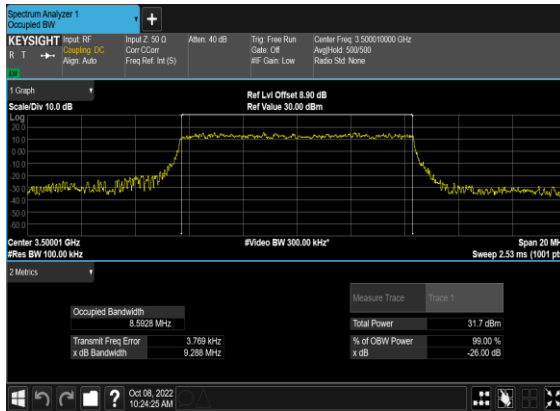 Spectrum Analyzer 1
Occupied BW
KEYSIGHT
R T
Input: RF
Coupling: DC
Align: Auto
Input Z: 50 Ω
Corr CCorr
Freq Ref: Int (S)
Atten: 40 dB
Trig: Free Run
Gate: Off
#IF Gain: Low
Center Freq: 3.500010000 GHz
Avg|Hold: 500/500
Radio Std: None
1 Graph
Scale/Div 10.0 dB
Ref Lvl Offset 8.90 dB
Ref Value 30.00 dBm
Log
20.0
10.0
0.00
-10.0
-20.0
-30.0
-40.0
-50.0
-60.0
Center 3.50001 GHz
#Video BW 300.00 kHz*
Span 20 MH
#Res BW 100.00 kHz
Sweep 2.53 ms (1001 pt
2 Metrics
Measure Trace
Trace 1
Occupied Bandwidth
8.5928 MHz
Total Power
31.7 dBm
Transmit Freq Error
3.769 kHz
% of OBW Power
99.00 %
x dB Bandwidth
9.288 MHz
x dB
-26.00 dB
?
Oct 08, 2022
10:24:25 AM